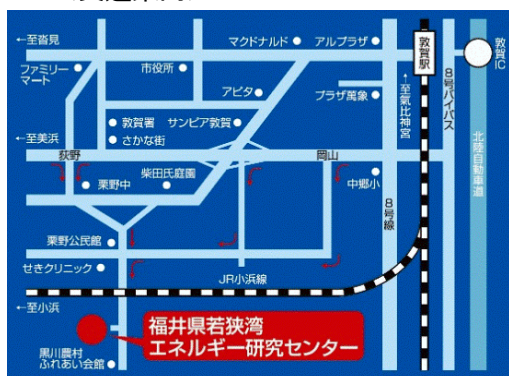 ←至沓見
マクドナルド
アルプラザ
敦賀駅
敦賀IC
ファミリー
マート
市役所
アピタ
プラザ萬象
←至氣比神宮
8号バイパス
敦賀署
サンピア敦賀
さかな街
←至美浜
荻野
岡山
北陸自動車道
栗野中
柴田氏庭園
中郷小
8号線
粟野公民館
せきクリニック
JR小浜線
←至小浜
福井県若狭湾
エネルギー研究センター
黒川農村
ふれあい会館